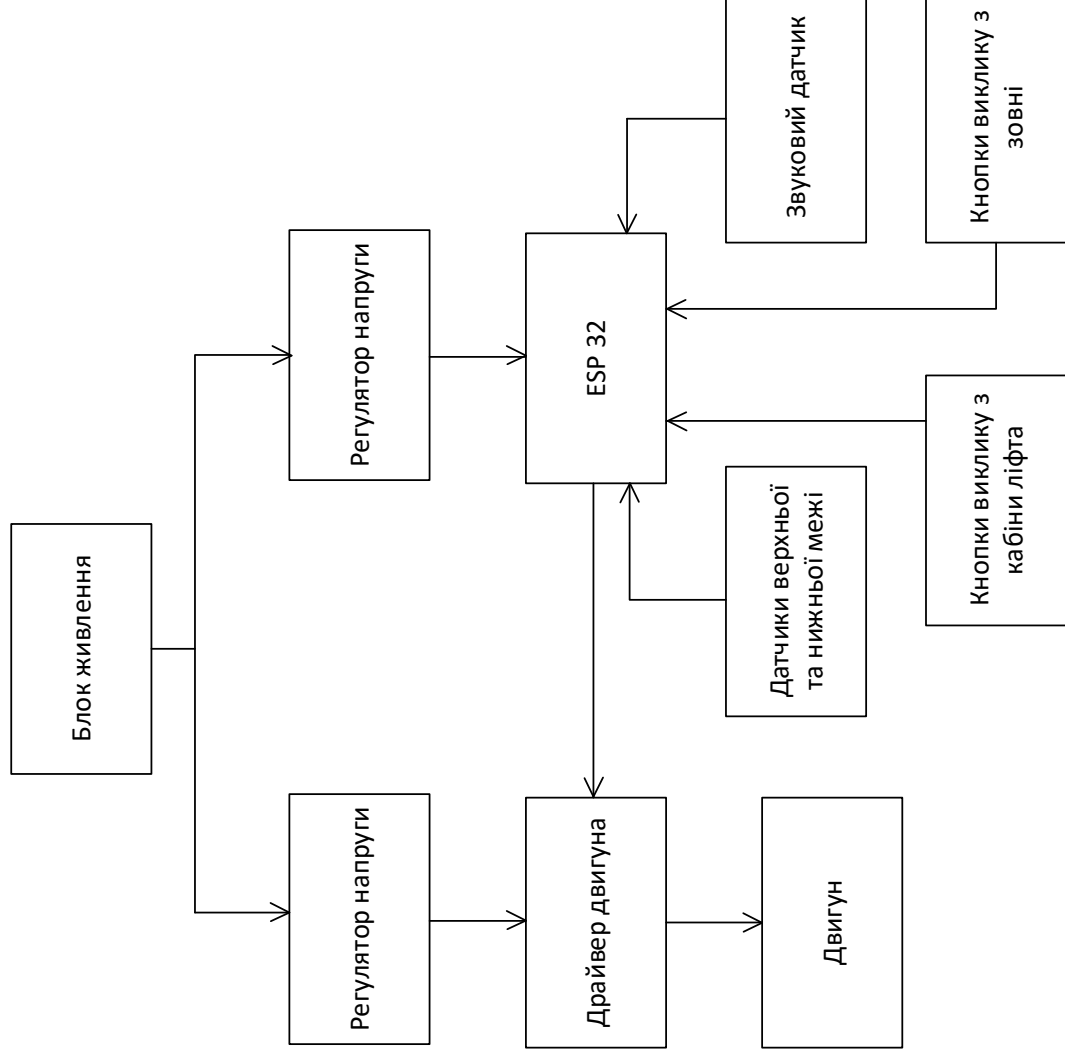 Блок живлення
Регулятор напруги
Регулятор напруги
Драйвер двигуна
ESP 32
Двигун
Датчики верхньої
та нижньої межі
Звуковий датчик
Кнопки виклику з
кабіни ліфта
Кнопки виклику з
зовні